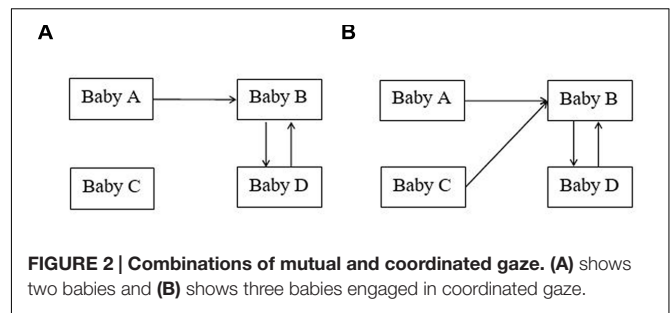 A
B
Baby A
Baby B
Baby A
Baby B
Baby C
Baby D
Baby C
Baby D
FIGURE 2 | Combinations of mutual and coordinated gaze. (A) shows
two babies and (B) shows three babies engaged in coordinated gaze.